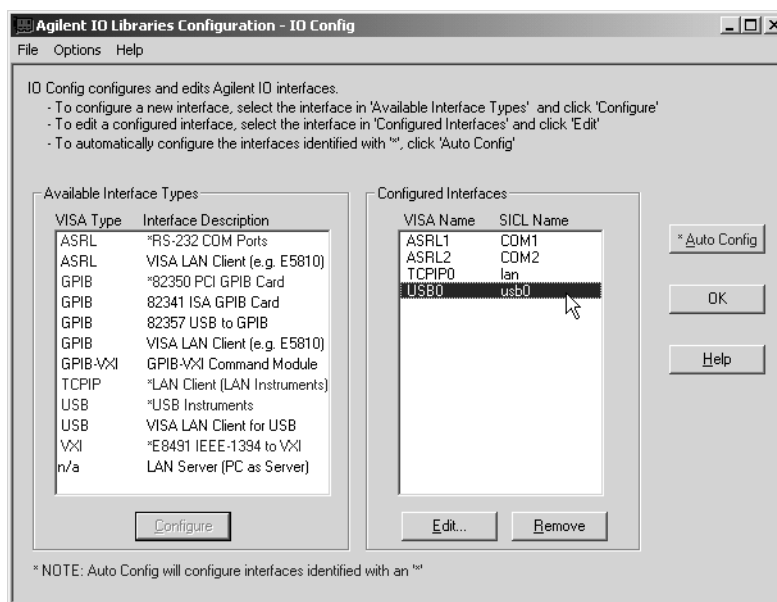 Agilent IO Libraries Configuration - IO Config
File Options Help
IO Config configures and edits Agilent IO interfaces.
- To configure a new interface, select the interface in 'Available Interface Types' and click 'Configure'
- To edit a configured interface, select the interface in 'Configured Interfaces' and click 'Edit'
- To automatically configure the interfaces identified with '*', click 'Auto Config'
Available Interface Types
VISA Type Interface Description
ASRL *RS-232 COM Ports
ASRL VISA LAN Client (e.g. E5810)
GPIB *82350 PCI GPIB Card
GPIB 82341 ISA GPIB Card
GPIB 82357 USB to GPIB
GPIB VISA LAN Client (e.g. E5810)
GPIB-VXI GPIB-VXI Command Module
TCPIP *LAN Client (LAN Instruments)
USB *USB Instruments
USB VISA LAN Client for USB
VXI *E8491 IEEE-1394 to VXI
n/a LAN Server (PC as Server)
Configure
Configured Interfaces
VISA Name SICL Name
ASRL1 COM1
ASRL2 COM2
TCPIP0 lan
USB0 usb0
Edit... Remove
* Auto Config
OK
Help
* NOTE: Auto Config will configure interfaces identified with an '*'